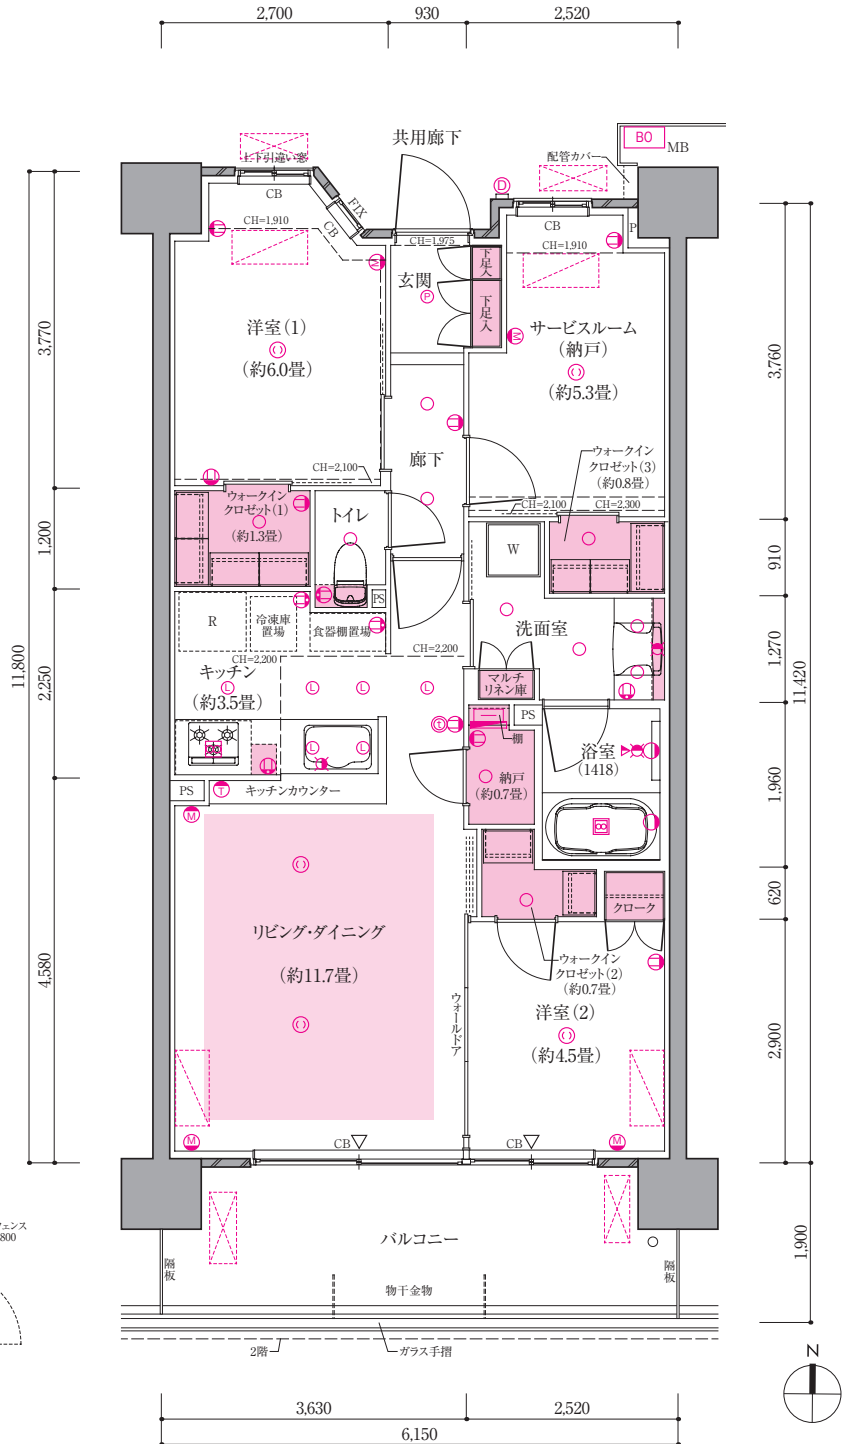 2,700
930
2,520
共用廊下
BO
MB
上下引違い窓
配管カバー
D
CB
FIX
CB
CB
P
CH=1,910
CH=1,975
CH=1,910
下足入
下足入
玄関
P
M
M
洋室(1)
(約6.0畳)
サービスルーム
(納戸)
(約5.3畳)
3,770
3,760
廊下
CH=2,100
ウォークイン
クロゼット(3)
(約0.8畳)
CH=2,100
CH=2,300
ウォークイン
クロゼット(1)
(約1.3畳)
トイレ
W
1,200
910
PS
R
冷凍庫
置場
食器棚置場
洗面室
1,270
CH=2,200
CH=2,200
キッチン
(約3.5畳)
L
L
L
L
マルチ
リネン庫
11,800
2,250
11,420
t
PS
棚
L
L
浴室
(1418)
納戸
(約0.7畳)
1,960
PS
T
キッチンカウンター
M
620
クローク
リビング・ダイニング
(約11.7畳)
ウォークイン
クロゼット(2)
(約0.7畳)
ウォールドア
洋室(2)
(約4.5畳)
4,580
2,900
M
CB
CB
M
バルコニー
フェンス
800
隔板
隔板
1,900
物干金物
2階
ガラス手摺
N
3,630
2,520
6,150